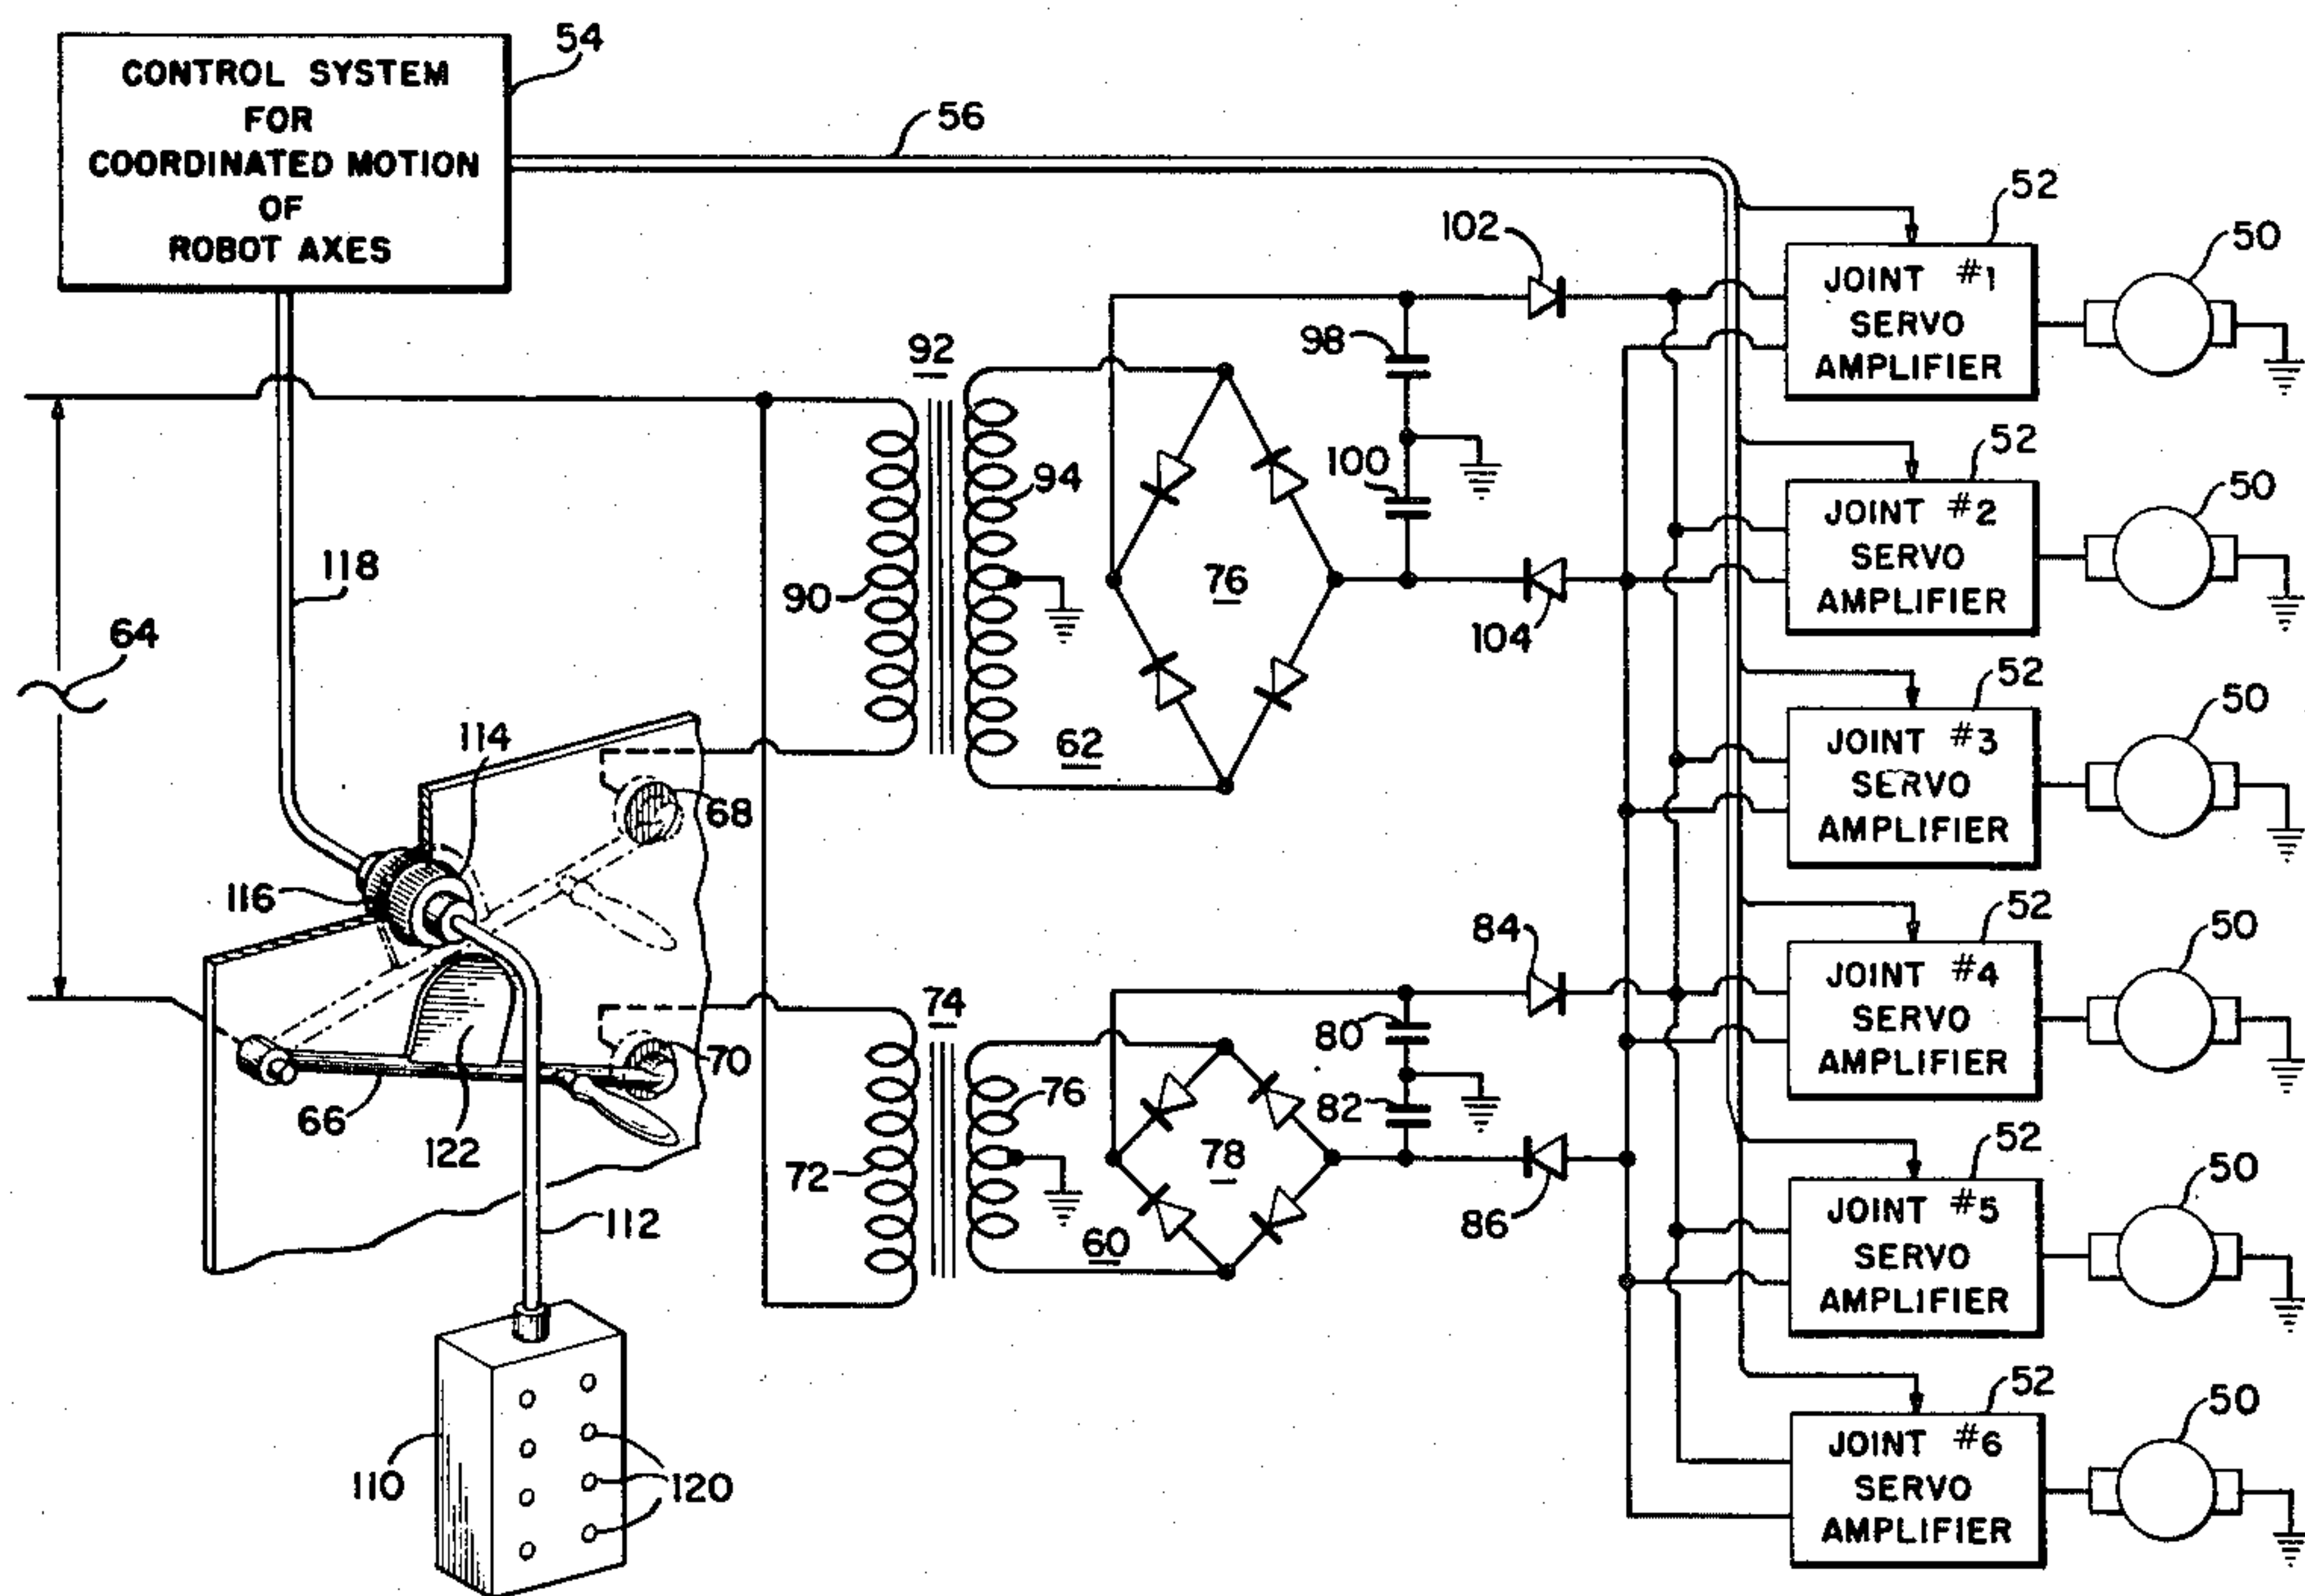 CONTROL SYSTEM
FOR
COORDINATED MOTION
OF
ROBOT AXES
54
56
52
50
JOINT #1
SERVO
AMPLIFIER
102
98
92
100
94
76
90
104
62
118
64
52
50
JOINT #2
SERVO
AMPLIFIER
52
50
JOINT #3
SERVO
AMPLIFIER
114
68
116
52
50
JOINT #4
SERVO
AMPLIFIER
84
80
82
74
76
78
72
86
60
70
66
122
112
52
50
JOINT #5
SERVO
AMPLIFIER
52
50
JOINT #6
SERVO
AMPLIFIER
110
120